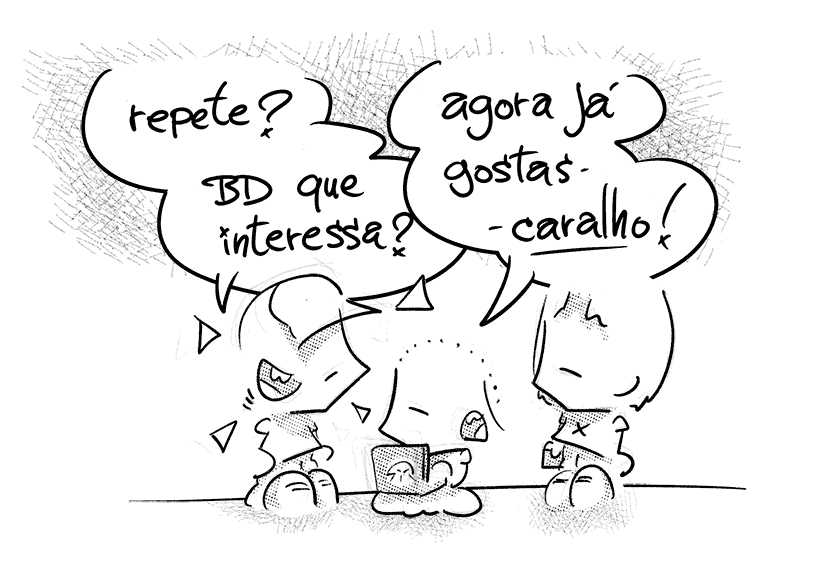 repete?
BD que
interessa?
agora já
gostas-
-caralho!